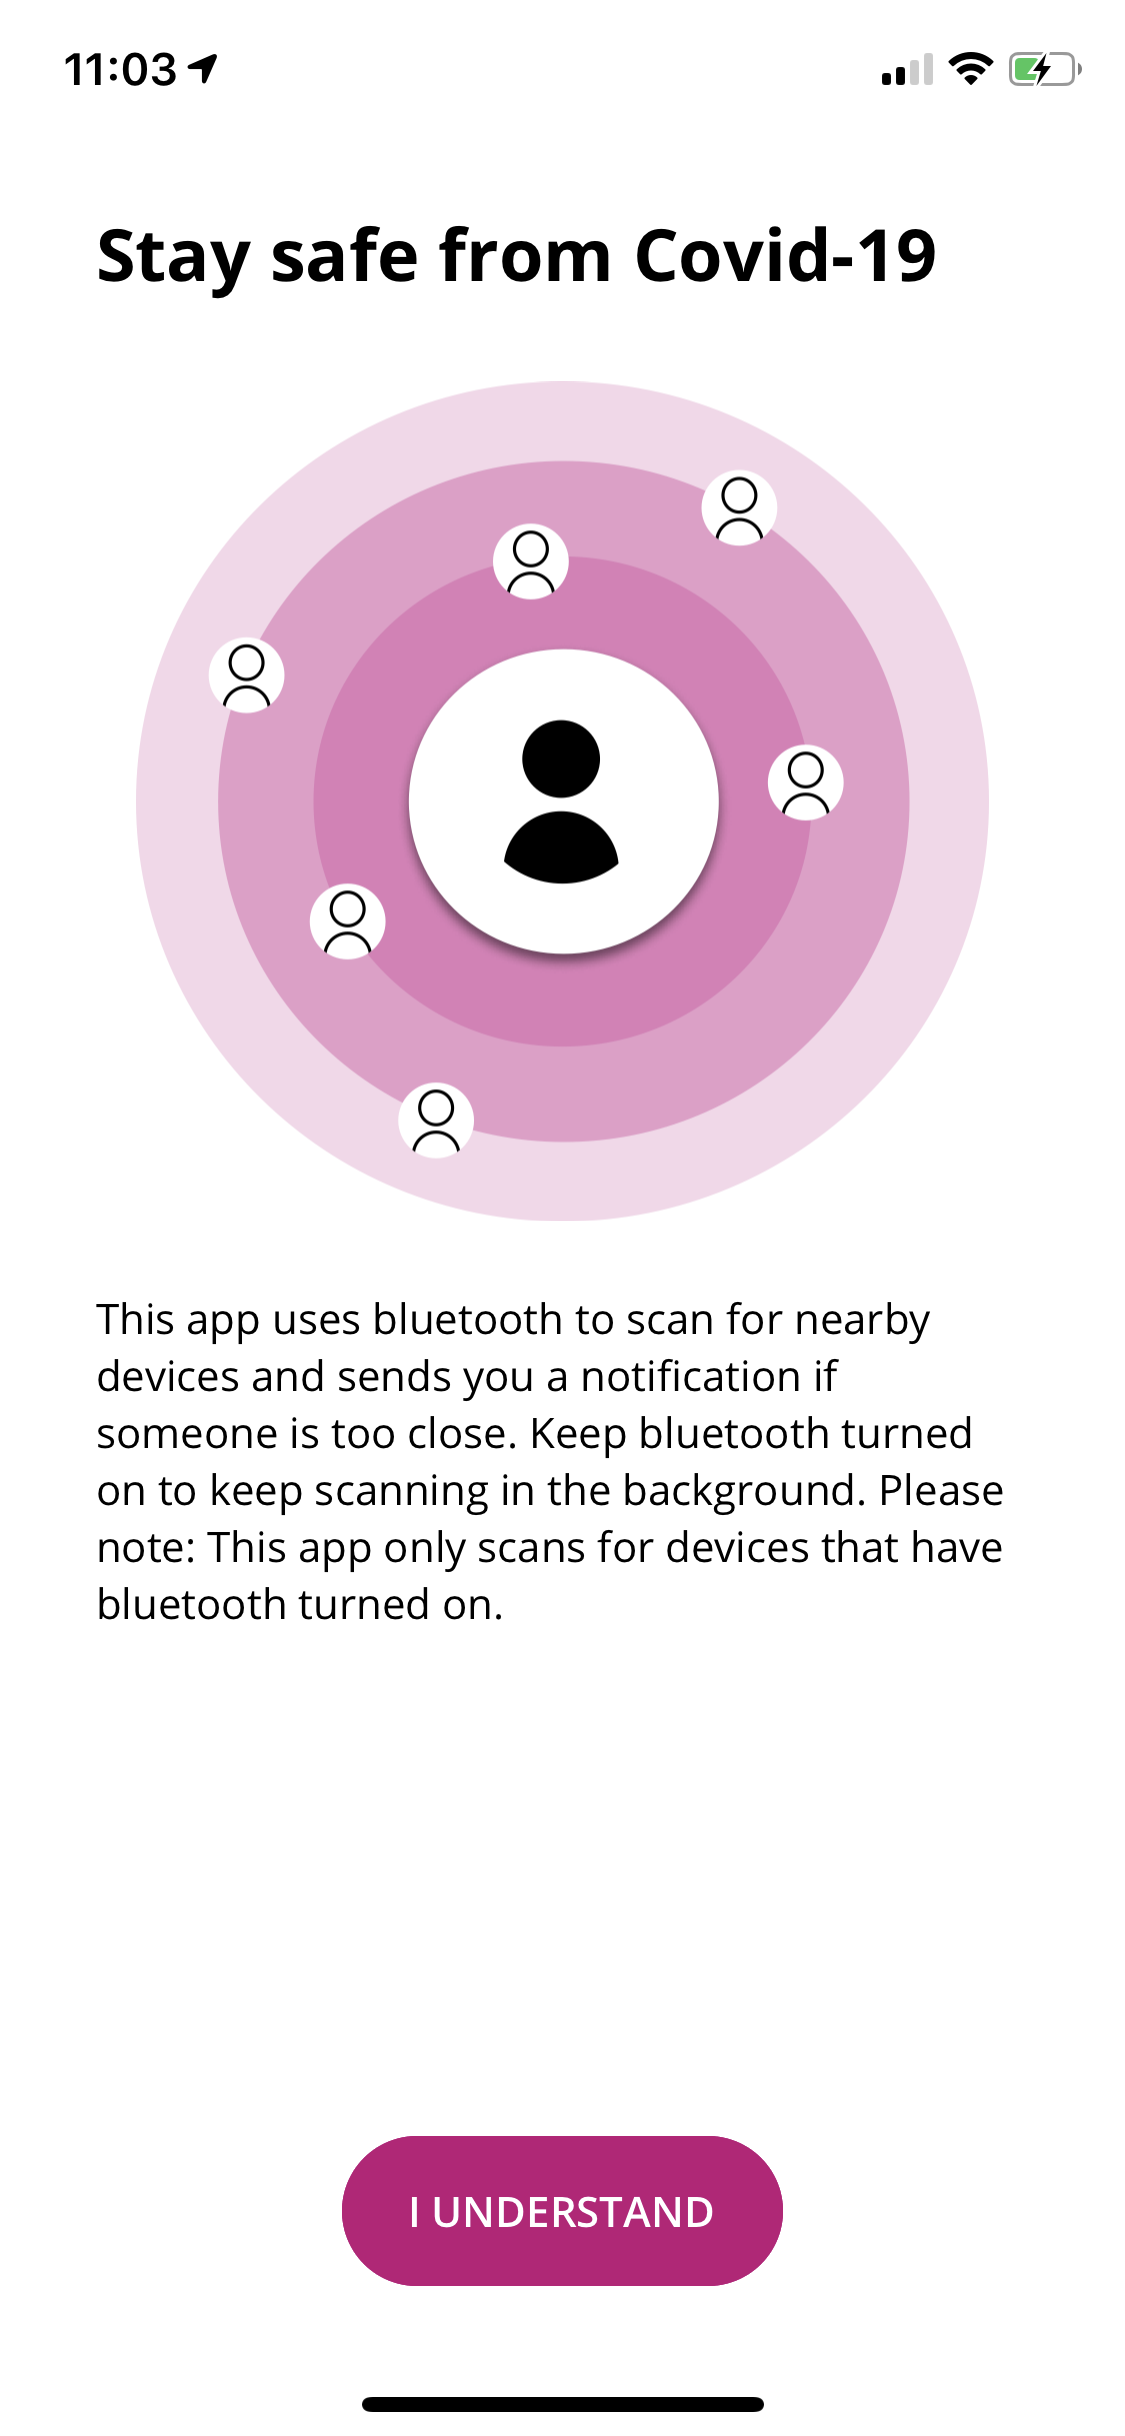 11:03
Stay safe from Covid-19
This app uses bluetooth to scan for nearby
devices and sends you a notification if
someone is too close. Keep bluetooth turned
on to keep scanning in the background. Please
note: This app only scans for devices that have
bluetooth turned on.
I UNDERSTAND